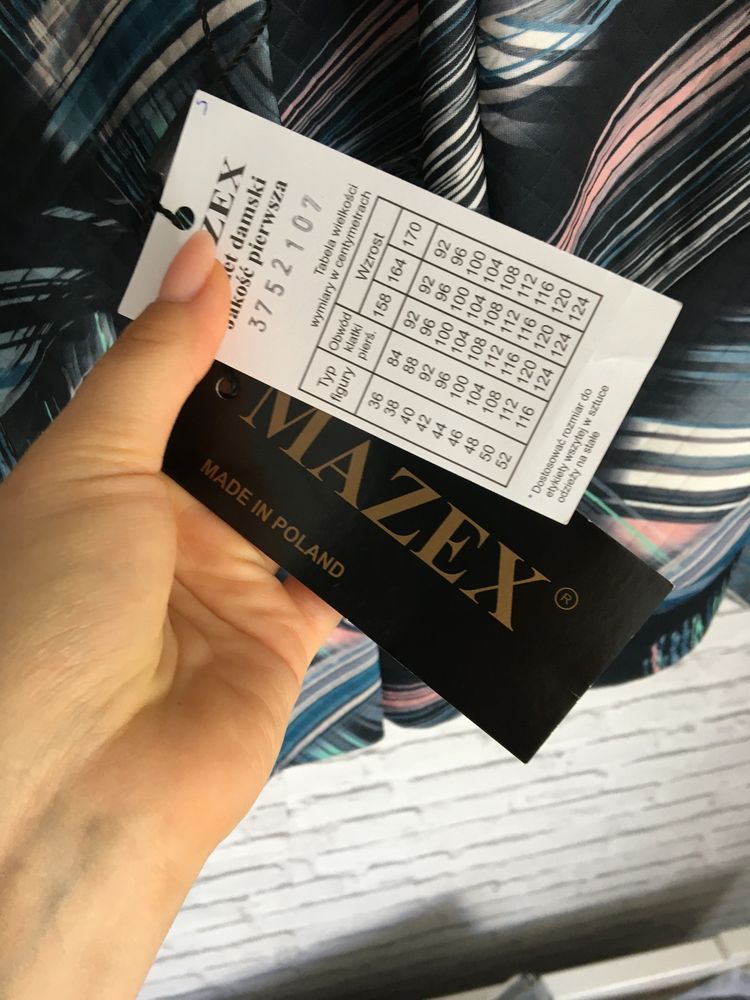 ZEX
et damski
Jakość pierwsza
3752107
Tabela wielkości
wymiary w centymetrach
Typ figury Obwód klatki pierś. Wzrost
158 164 170
36 84 92 92 92
38 88 96 96 96
40 92 100 100 100
42 96 104 104 104
44 100 108 108 108
46 104 112 112 112
48 108 116 116 116
50 112 120 120 120
52 116 124 124 124
* Dostosować rozmiar do
etykiety wszytej w sztuce
odzieży na stałe
MAZEX®
MADE IN POLAND